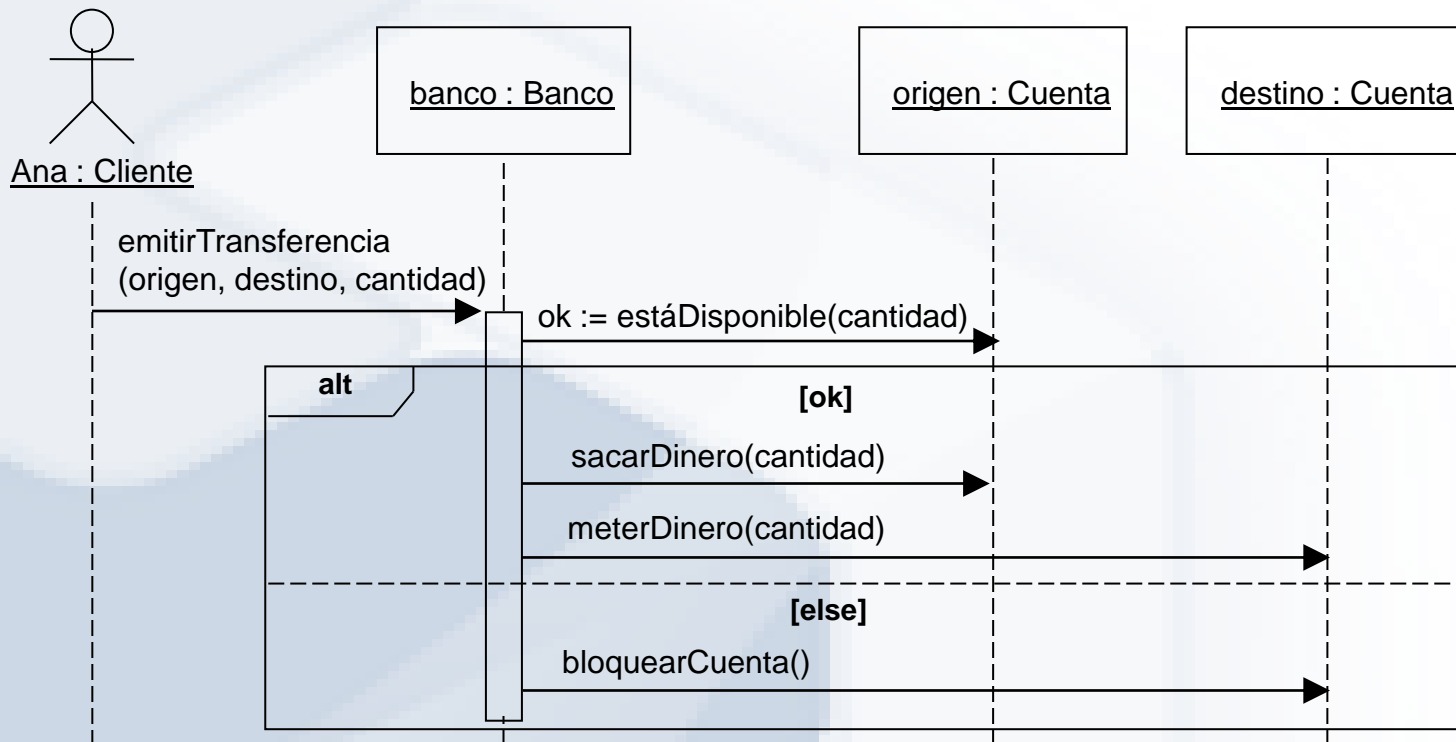 banco : Banco
origen : Cuenta
destino : Cuenta
Ana : Cliente
emitirTransferencia
(origen, destino, cantidad)
ok := estáDisponible(cantidad)
alt
[ok]
sacarDinero(cantidad)
meterDinero(cantidad)
[else]
bloquearCuenta()